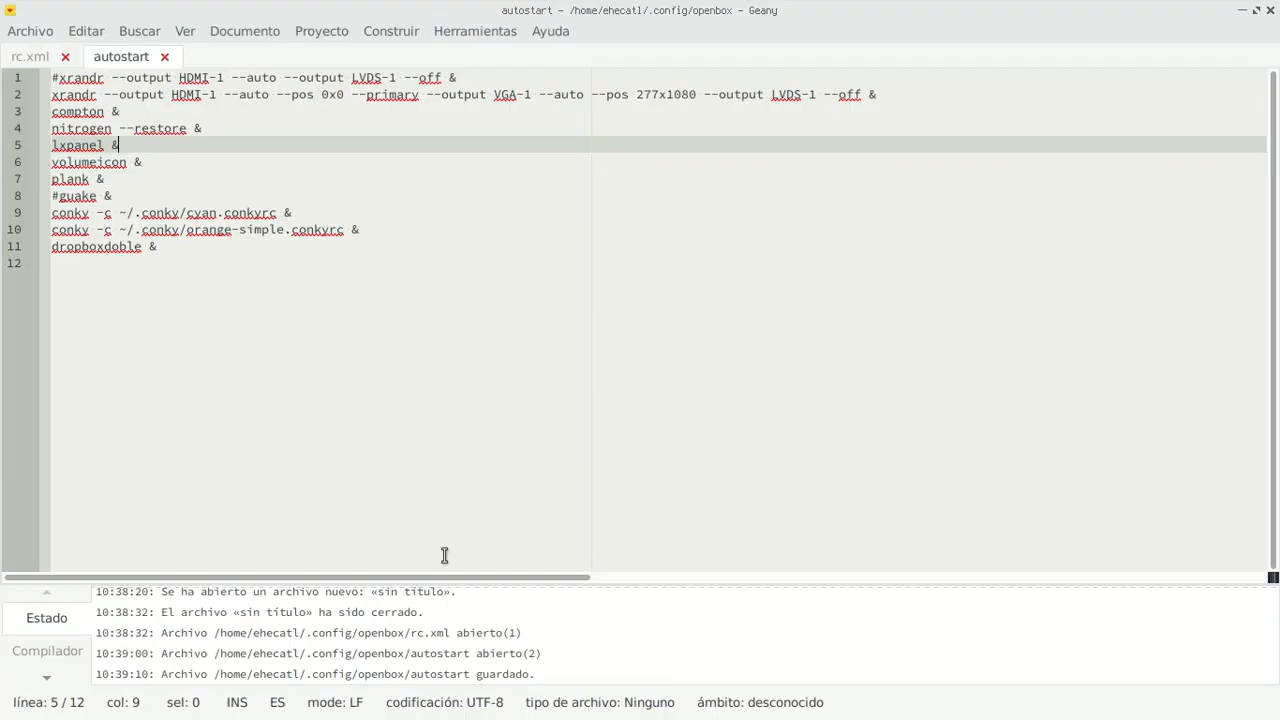 autostart – /home/ehecatl/.config/openbox – Geany
Archivo Editar Buscar Ver Documento Proyecto Construir Herramientas Ayuda
rc.xml autostart
1 #xrandr --output HDMI-1 --auto --output LVDS-1 --off &
2 xrandr --output HDMI-1 --auto --pos 0x0 --primary --output VGA-1 --auto --pos 277x1080 --output LVDS-1 --off &
3 compton &
4 nitrogen --restore &
5 lxpanel &
6 volumeicon &
7 plank &
8 #guake &
9 conky -c ~/.conky/cyan.conkyrc &
10 conky -c ~/.conky/orange-simple.conkyrc &
11 dropboxdoble &
12
10:38:20: Se ha abierto un archivo nuevo: «sin título».
10:38:32: El archivo «sin título» ha sido cerrado.
10:38:32: Archivo /home/ehecatl/.config/openbox/rc.xml abierto(1)
10:39:00: Archivo /home/ehecatl/.config/openbox/autostart abierto(2)
10:39:10: Archivo /home/ehecatl/.config/openbox/autostart guardado.
Estado
Compilador
línea: 5 / 12 col: 9 sel: 0 INS ES mode: LF codificación: UTF-8 tipo de archivo: Ninguno ámbito: desconocido